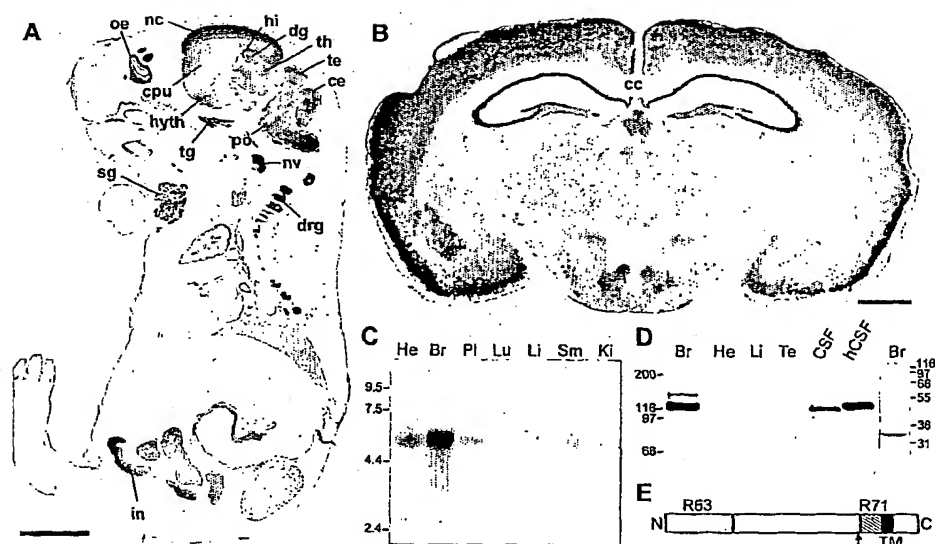 A
oe
nc
hi
dg
th
te
ce
cpu
hyth
tg
po
nv
sg
drg
in
B
cc
C
He Br Pl Lu Li Sm Ki
9.5-
7.5-
4.4-
2.4-
D
Br He Li Te CSF hCSF Br
200-
116-
97-
68-
-116
-97
-68
-55
-36
-31
E
R63 R71
N C
TM